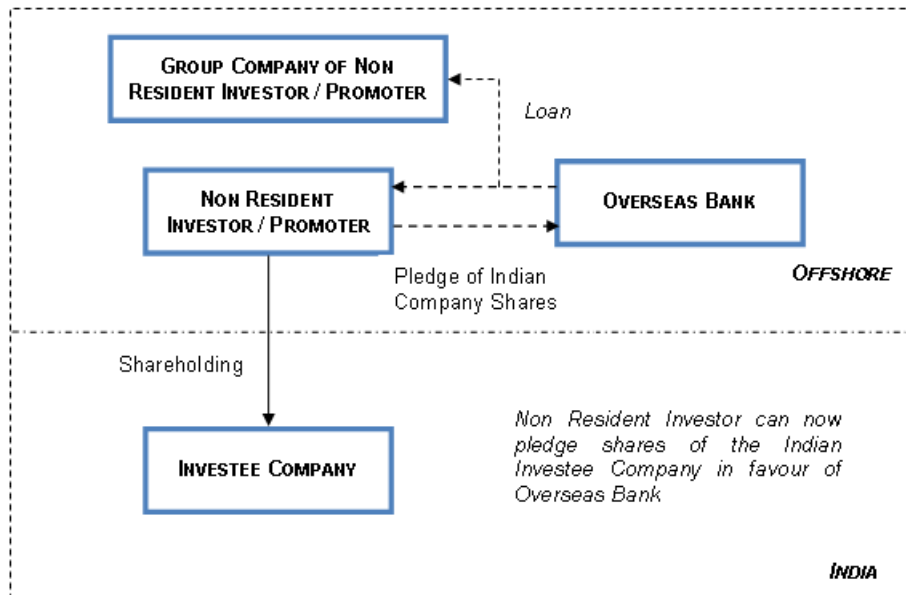 GROUP COMPANY OF NON
RESIDENT INVESTOR / PROMOTER
Loan
NON RESIDENT
INVESTOR / PROMOTER
OVERSEAS BANK
Pledge of Indian
Company Shares
OFFSHORE
Shareholding
INVESTEE COMPANY
Non Resident Investor can now
pledge shares of the Indian
Investee Company in favour of
Overseas Bank
INDIA